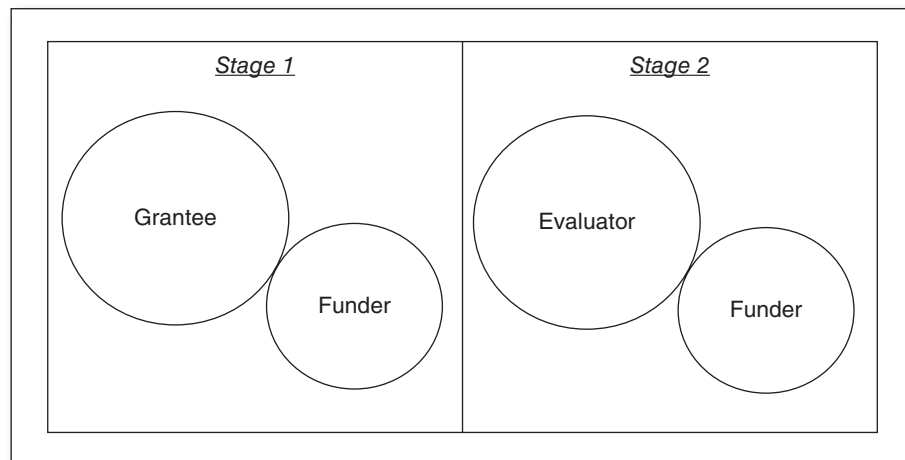 Stage 1
Grantee
Funder
Stage 2
Evaluator
Funder